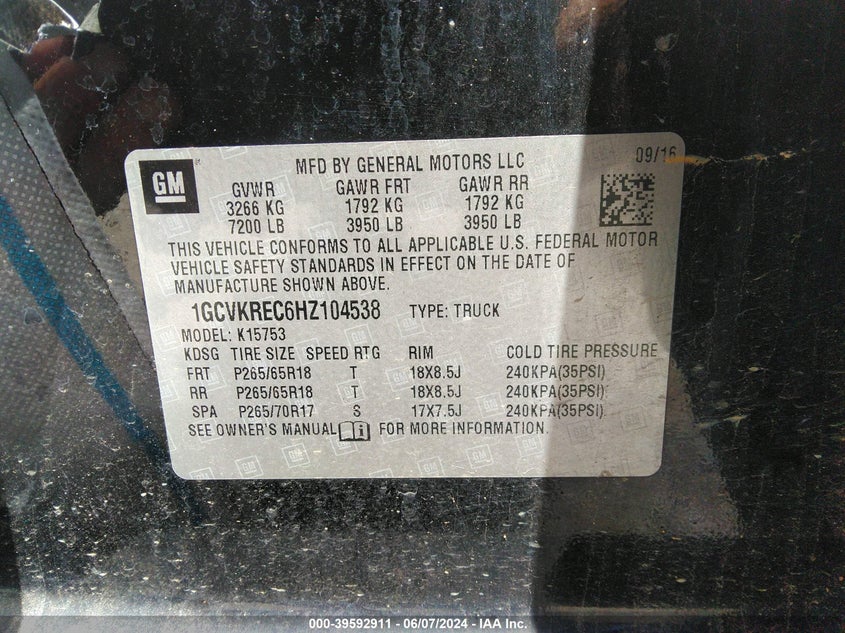 GM
MFD BY GENERAL MOTORS LLC 09/16
GVWR GAWR FRT GAWR RR
3266 KG 1792 KG 1792 KG
7200 LB 3950 LB 3950 LB
THIS VEHICLE CONFORMS TO ALL APPLICABLE U.S. FEDERAL MOTOR
VEHICLE SAFETY STANDARDS IN EFFECT ON THE DATE OF
MANUFACTURE SHOWN ABOVE.
1GCVKREC6HZ104538 TYPE: TRUCK
MODEL: K15753
KDSG TIRE SIZE SPEED RTG RIM COLD TIRE PRESSURE
FRT P265/65R18 T 18X8.5J 240KPA(35PSI)
RR P265/65R18 T 18X8.5J 240KPA(35PSI)
SPA P265/70R17 S 17X7.5J 240KPA(35PSI)
SEE OWNER'S MANUAL FOR MORE INFORMATION.
000-39592911 - 06/07/2024 - IAA Inc.